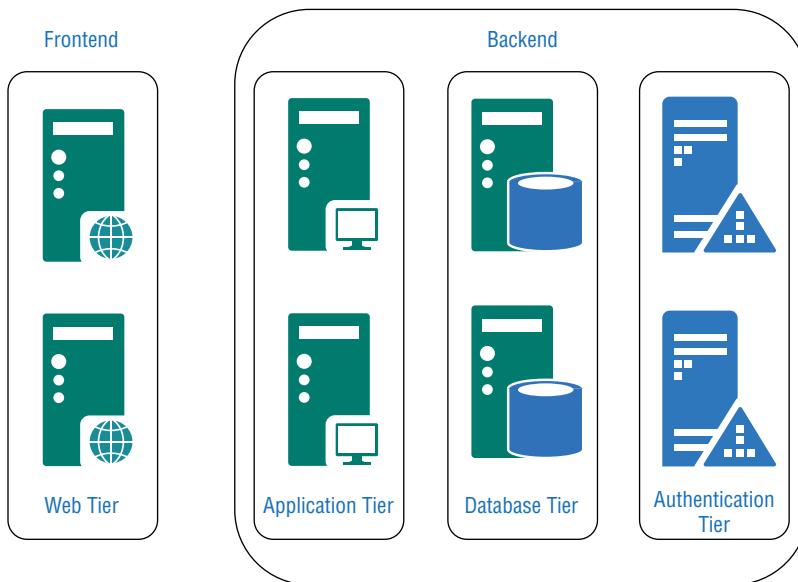 Frontend
Backend
Web Tier
Application Tier
Database Tier
Authentication
Tier